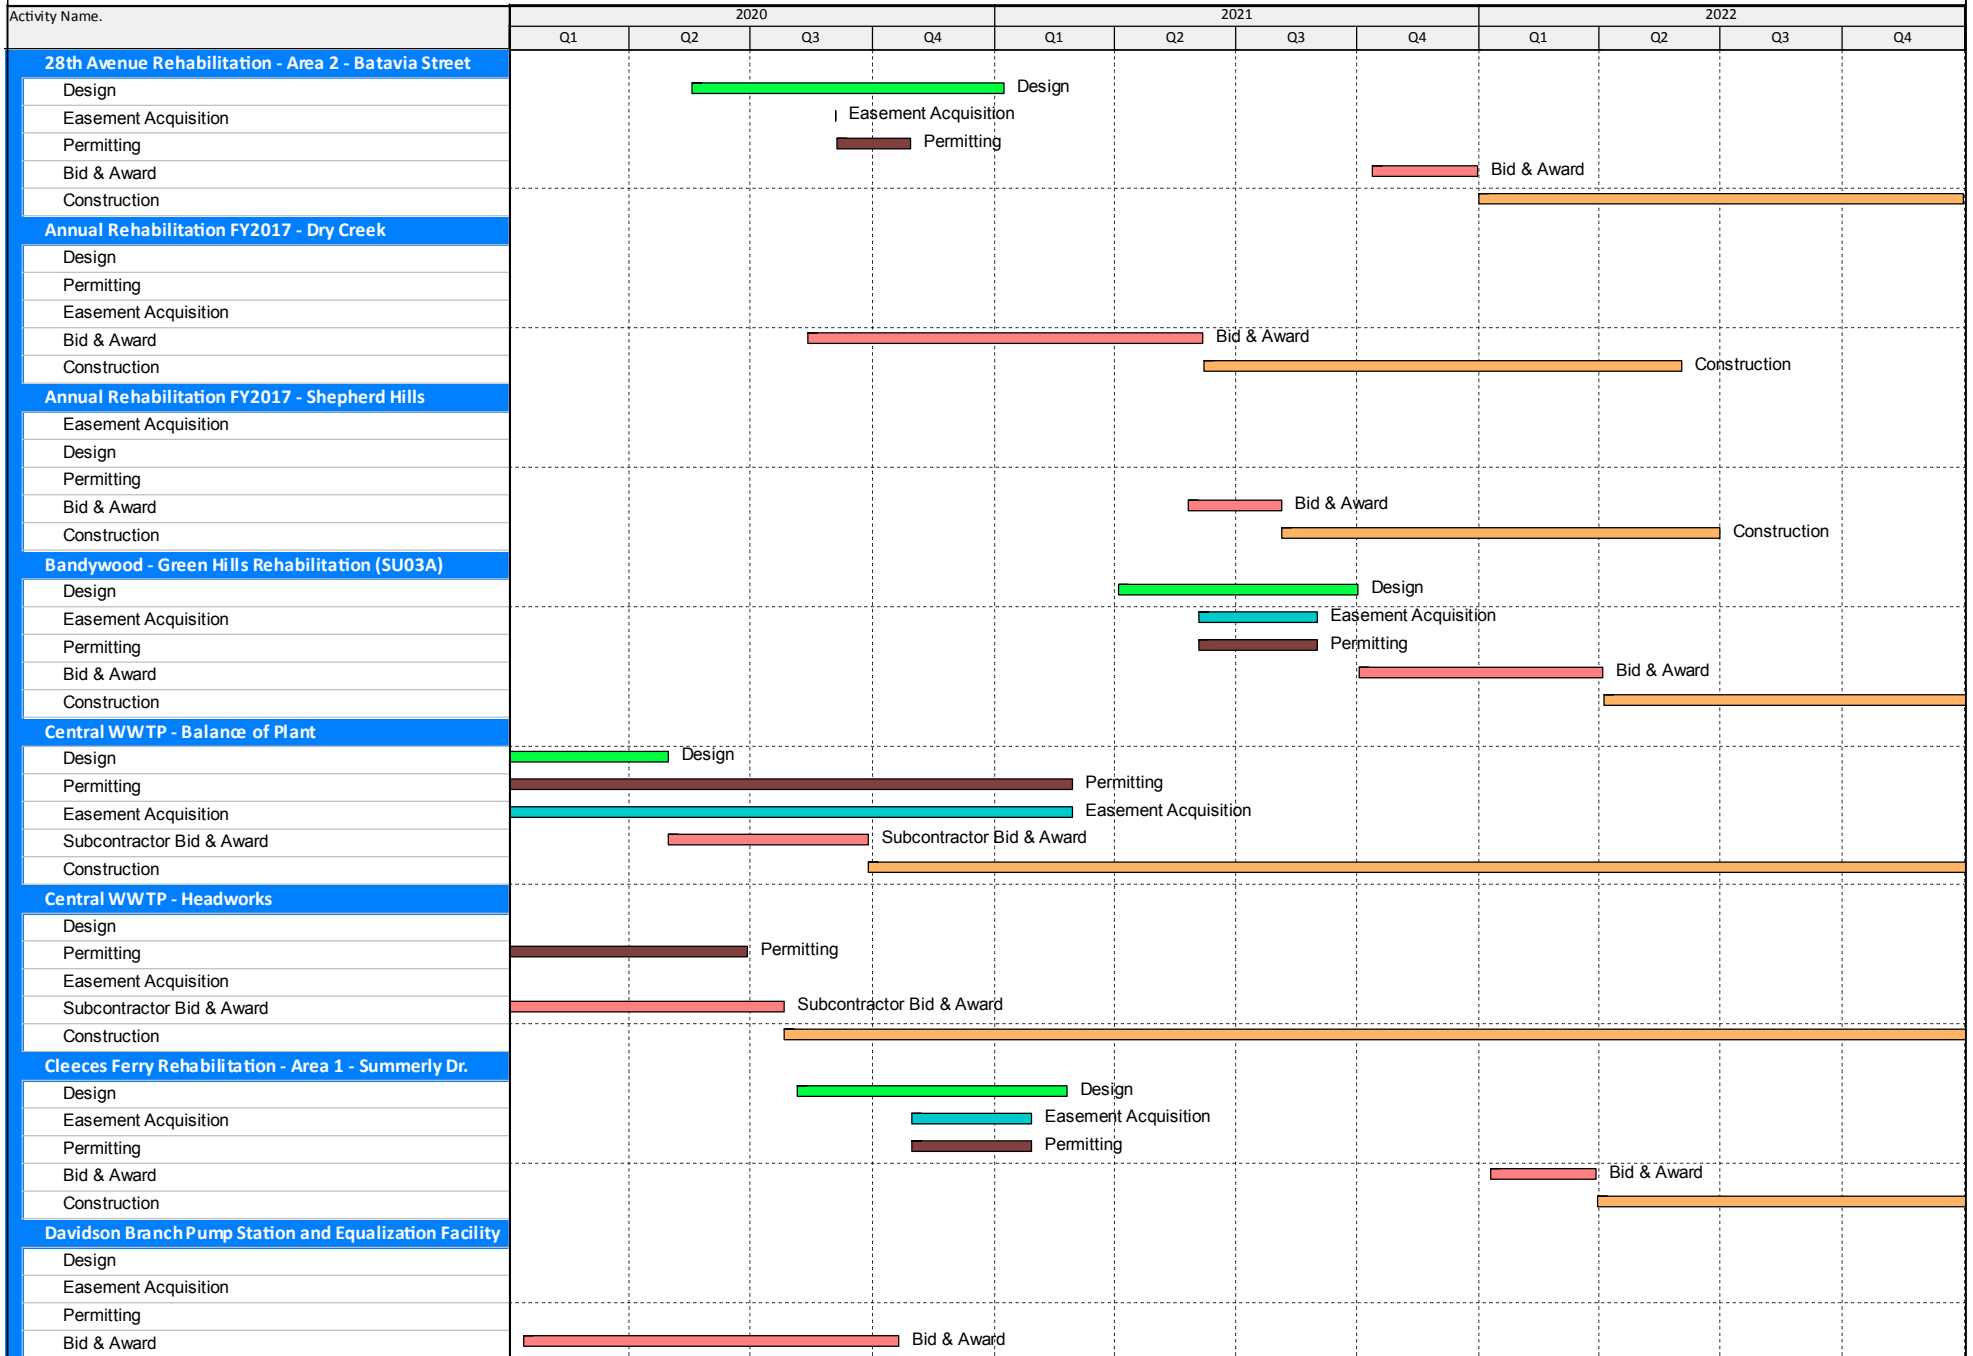 Activity Name.
2020 2021 2022
Q1 Q2 Q3 Q4 Q1 Q2 Q3 Q4 Q1 Q2 Q3 Q4
28th Avenue Rehabilitation - Area 2 - Batavia Street
Design Design
Easement Acquisition Easement Acquisition
Permitting Permitting
Bid & Award Bid & Award
Construction
Annual Rehabilitation FY2017 - Dry Creek
Design
Permitting
Easement Acquisition
Bid & Award Bid & Award
Construction Construction
Annual Rehabilitation FY2017 - Shepherd Hills
Easement Acquisition
Design
Permitting
Bid & Award Bid & Award
Construction Construction
Bandywood - Green Hills Rehabilitation (SU03A)
Design Design
Easement Acquisition Easement Acquisition
Permitting Permitting
Bid & Award Bid & Award
Construction
Central WWTP - Balance of Plant
Design Design
Permitting Permitting
Easement Acquisition Easement Acquisition
Subcontractor Bid & Award Subcontractor Bid & Award
Construction
Central WWTP - Headworks
Design
Permitting Permitting
Easement Acquisition
Subcontractor Bid & Award Subcontractor Bid & Award
Construction
Cleeces Ferry Rehabilitation - Area 1 - Summerly Dr.
Design Design
Easement Acquisition Easement Acquisition
Permitting Permitting
Bid & Award Bid & Award
Construction
Davidson Branch Pump Station and Equalization Facility
Design
Easement Acquisition
Permitting
Bid & Award Bid & Award